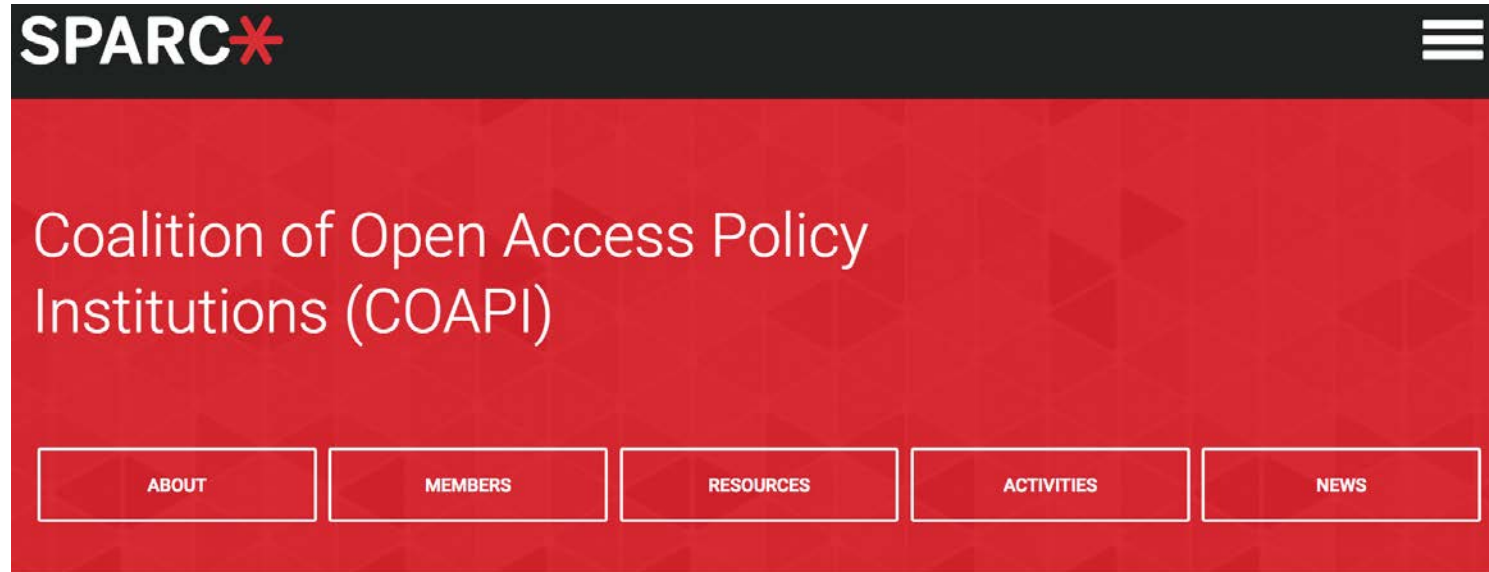 SPARC
Coalition of Open Access Policy
Institutions (COAPI)
ABOUT
MEMBERS
RESOURCES
ACTIVITIES
NEWS